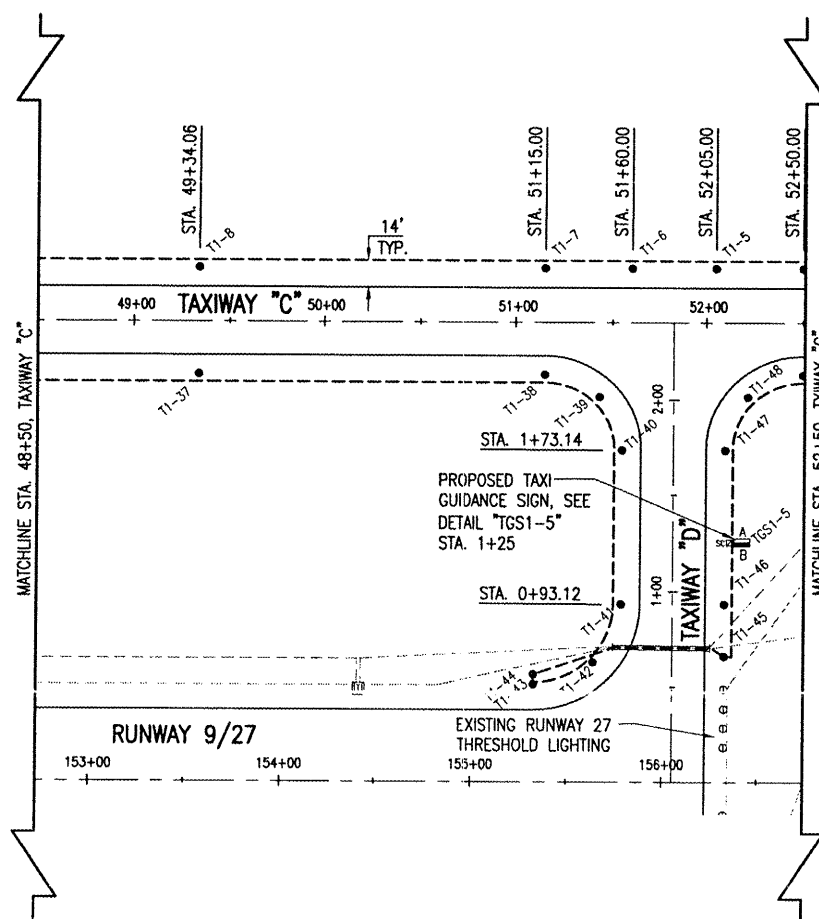 STA. 49+34.06
STA. 51+15.00
STA. 51+60.00
STA. 52+05.00
STA. 52+50.00
T1-8
T1-7
T1-6
T1-5
14'
TYP.
49+00
TAXIWAY "C"
50+00
51+00
52+00
MATCHLINE STA. 48+50, TAXIWAY "C"
T1-37
T1-38
T1-39
T1-40
T1-48
T1-47
2+00
STA. 1+73.14
PROPOSED TAXI
GUIDANCE SIGN, SEE
DETAIL "TGS1-5"
STA. 1+25
A
B
TGS1-5
TAXIWAY "D"
1+00
T1-46
T1-45
STA. 0+93.12
T1-41
T1-42
T1-43
RUNWAY 9/27
EXISTING RUNWAY 27
THRESHOLD LIGHTING
153+00
154+00
155+00
156+00
MATCHLINE STA. 52+50, TXIWAY "C"